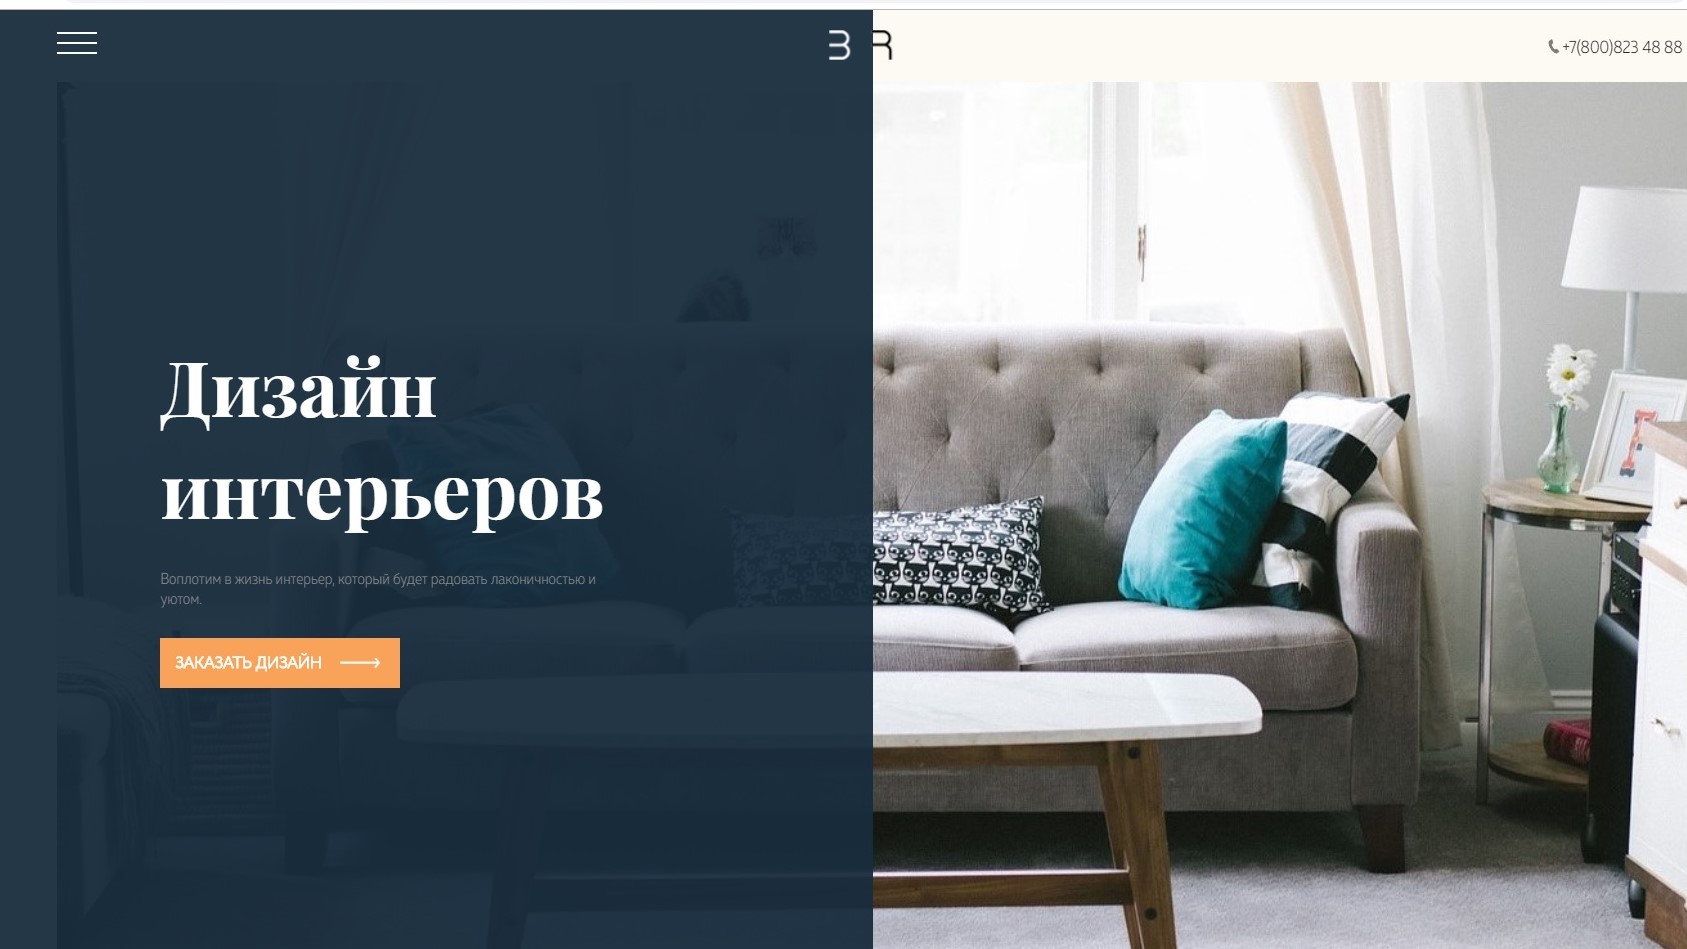 B R
+7(800)823 48 88
Дизайн
интерьеров
Воплотим в жизнь интерьер, который будет радовать лаконичностью и
уютом.
ЗАКАЗАТЬ ДИЗАЙН